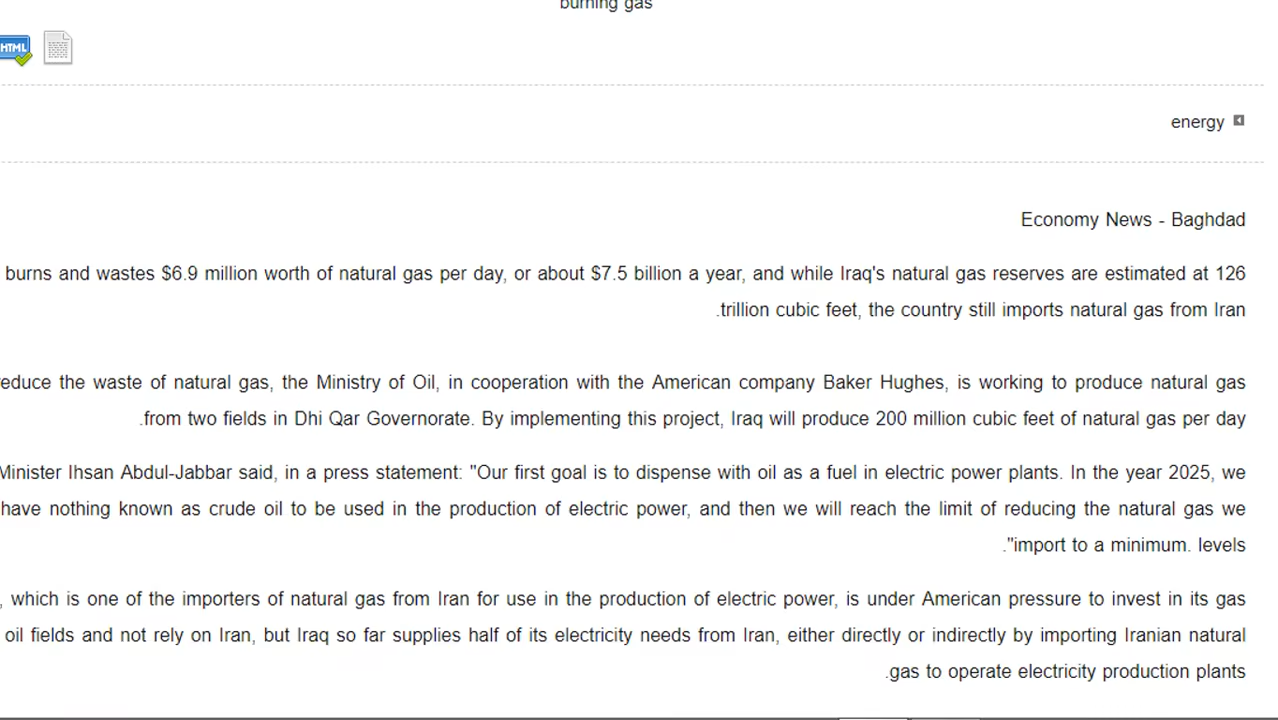 burning gas
HTML
energy
Economy News - Baghdad
burns and wastes $6.9 million worth of natural gas per day, or about $7.5 billion a year, and while Iraq's natural gas reserves are estimated at 126
.trillion cubic feet, the country still imports natural gas from Iran
educe the waste of natural gas, the Ministry of Oil, in cooperation with the American company Baker Hughes, is working to produce natural gas
.from two fields in Dhi Qar Governorate. By implementing this project, Iraq will produce 200 million cubic feet of natural gas per day
Minister Ihsan Abdul-Jabbar said, in a press statement: "Our first goal is to dispense with oil as a fuel in electric power plants. In the year 2025, we
have nothing known as crude oil to be used in the production of electric power, and then we will reach the limit of reducing the natural gas we
."import to a minimum. levels
, which is one of the importers of natural gas from Iran for use in the production of electric power, is under American pressure to invest in its gas
oil fields and not rely on Iran, but Iraq so far supplies half of its electricity needs from Iran, either directly or indirectly by importing Iranian natural
.gas to operate electricity production plants